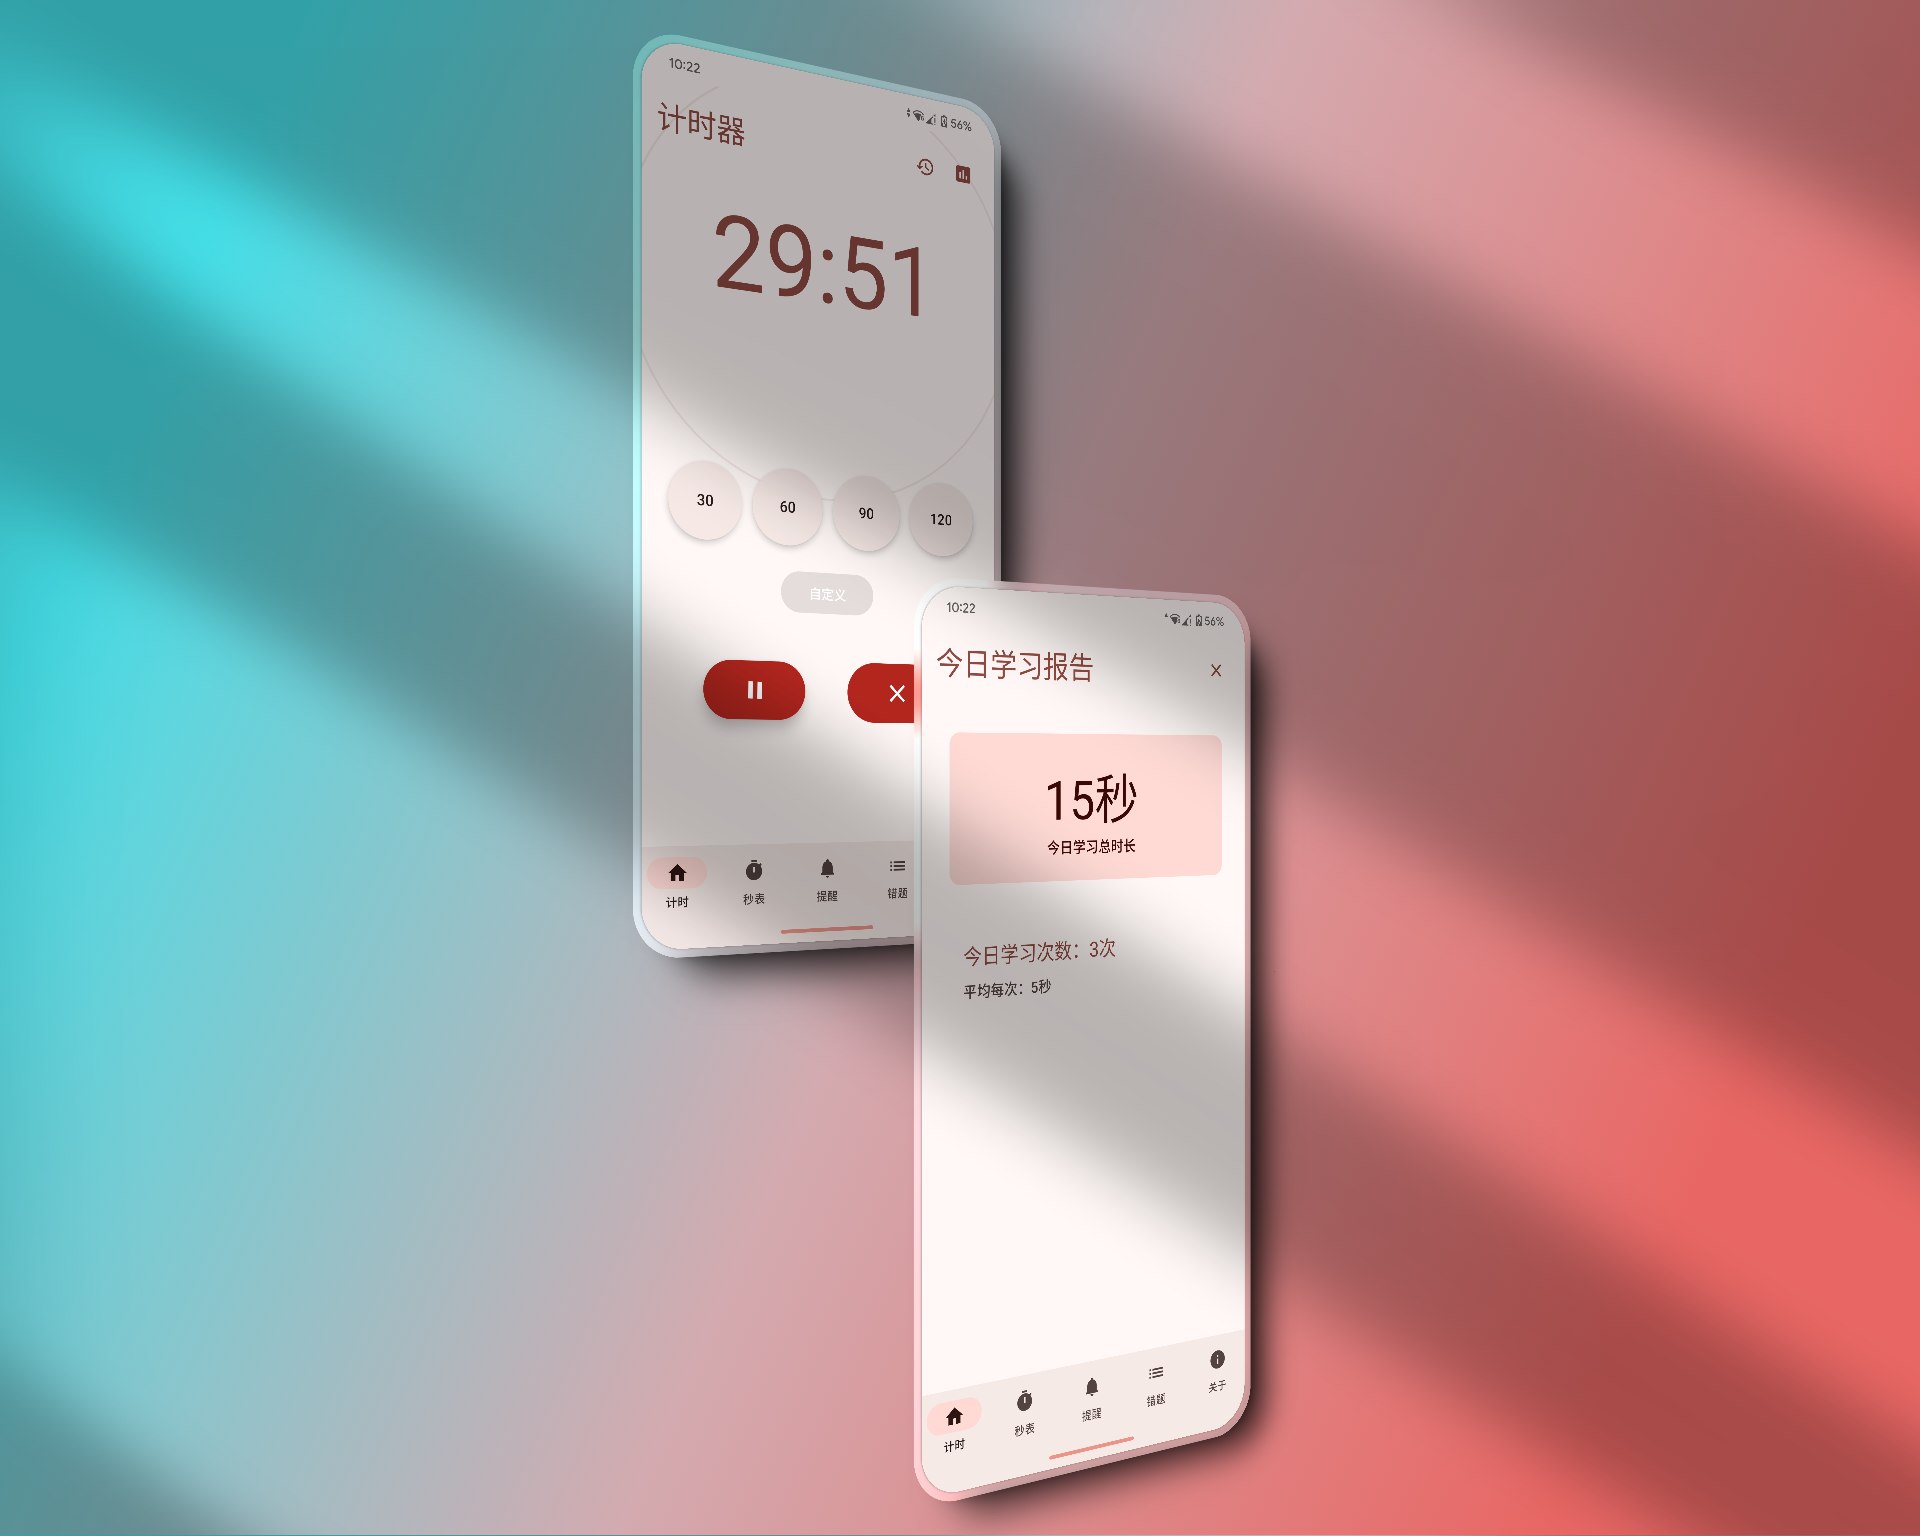 10:22
56%
计时器
29:51
30
60
90
120
自定义
计时
秒表
提醒
错题
10:22
56%
今日学习报告
15秒
今日学习总时长
今日学习次数：3次
平均每次：5秒
计时
秒表
提醒
错题
关于